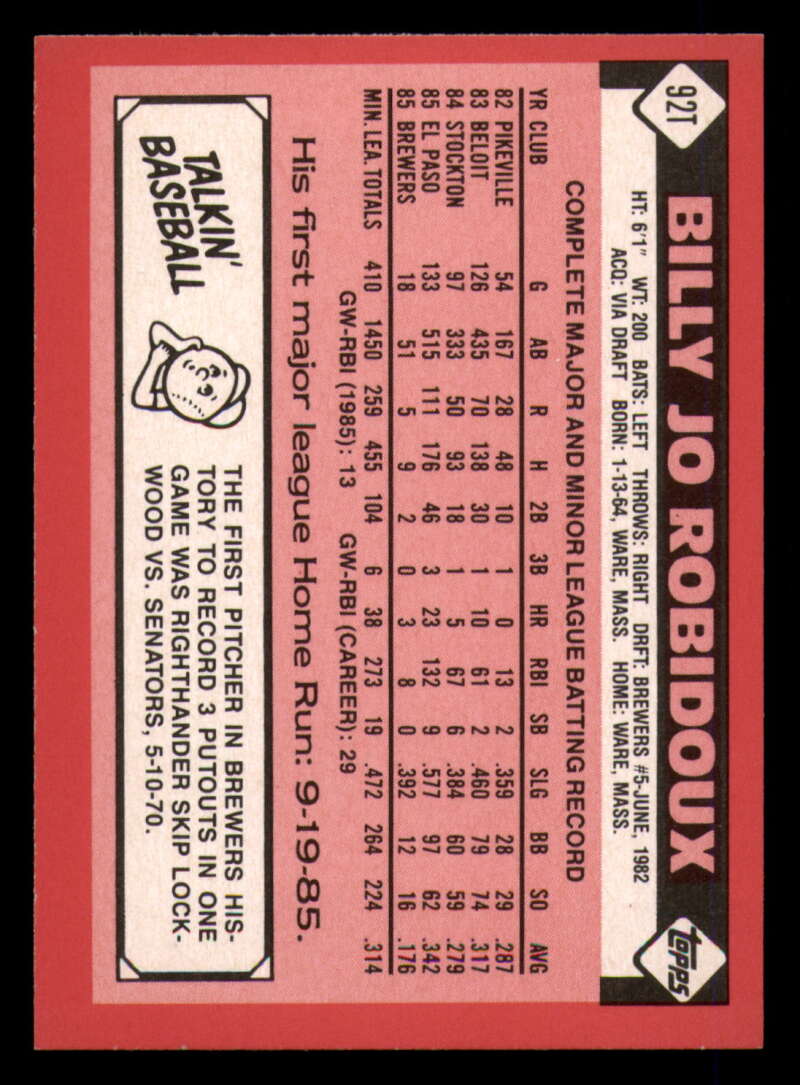 92T
BILLY JO ROBIDOUX
topps
HT: 6'1" WT: 200 BATS: LEFT THROWS: RIGHT DRFT: BREWERS #5-JUNE, 1982
ACQ: VIA DRAFT BORN: 1-13-64, WARE, MASS. HOME: WARE, MASS.
COMPLETE MAJOR AND MINOR LEAGUE BATTING RECORD
YR CLUB G AB R H 2B 3B HR RBI SB SLG BB SO AVG
82 PIKEVILLE 54 167 28 48 10 1 0 13 2 .359 28 29 .287
83 BELOIT 126 435 70 138 30 1 10 61 2 .460 79 74 .317
84 STOCKTON 97 333 50 93 18 1 5 67 6 .384 60 59 .279
85 EL PASO 133 515 111 176 46 3 23 132 9 .577 97 62 .342
85 BREWERS 18 51 5 9 2 0 3 8 0 .392 12 16 .176
MIN. LEA. TOTALS 410 1450 259 455 104 6 38 273 19 .472 264 224 .314
GW-RBI (1985): 13 GW-RBI (CAREER): 29
His first major league Home Run: 9-19-85.
TALKIN'
BASEBALL
THE FIRST PITCHER IN BREWERS HIS-
TORY TO RECORD 3 PUTOUTS IN ONE
GAME WAS RIGHTHANDER SKIP LOCK-
WOOD VS. SENATORS, 5-10-70.